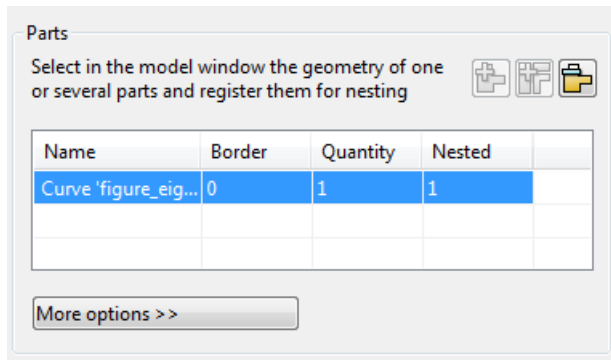 Parts
Select in the model window the geometry of one
or several parts and register them for nesting
Name Border Quantity Nested
Curve 'figure_eig... 0 1 1
More options >>